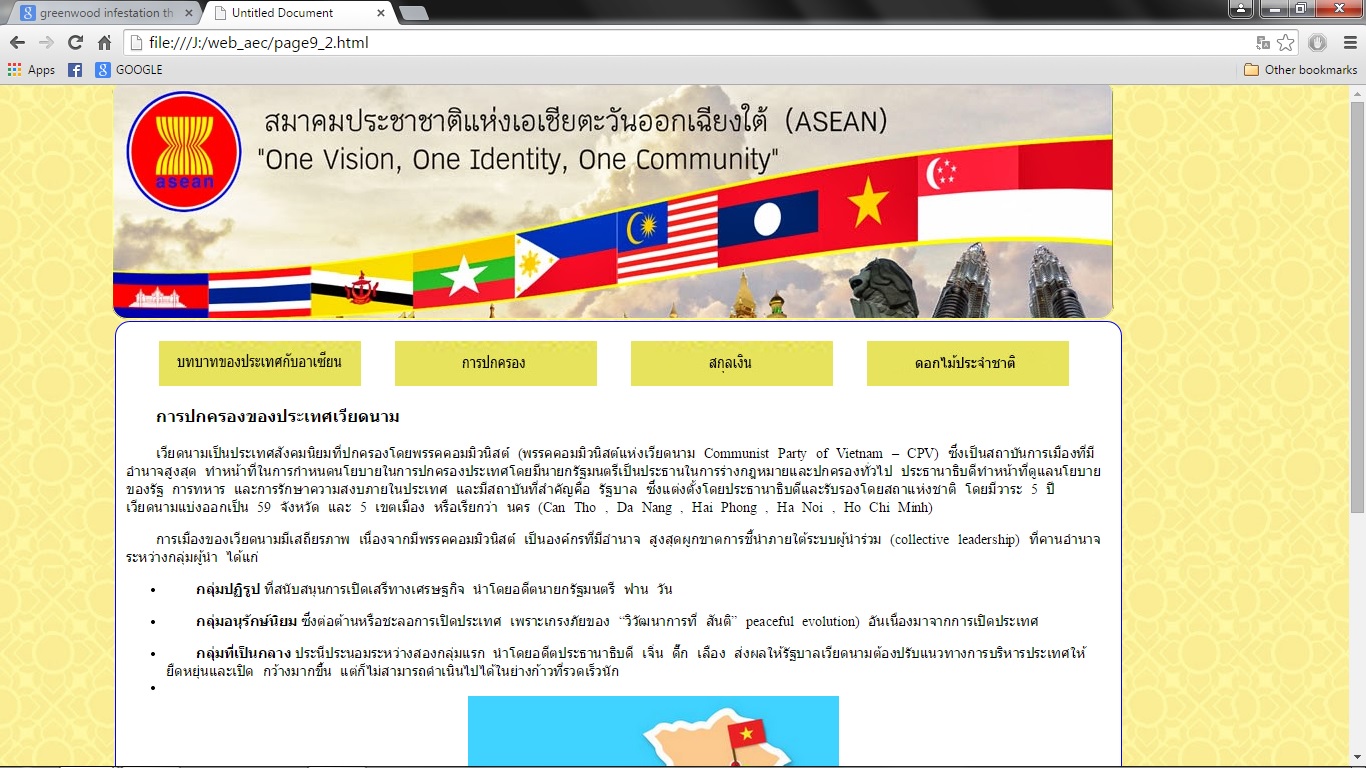 greenwood infestation th
Untitled Document
file:///J:/web_aec/page9_2.html
Apps
GOOGLE
Other bookmarks
สมาคมประชาชาติแห่งเอเชียตะวันออกเฉียงใต้ (ASEAN)
"One Vision, One Identity, One Community"
asean
บทบาทของประเทศกับอาเซียน
การปกครอง
สกุลเงิน
ดอกไม้ประจำชาติ
การปกครองของประเทศเวียดนาม
เวียดนามเป็นประเทศสังคมนิยมที่ปกครองโดยพรรคคอมมิวนิสต์ (พรรคคอมมิวนิสต์แห่งเวียดนาม Communist Party of Vietnam – CPV) ซึ่งเป็นสถาบันการเมืองที่มี
อำนาจสูงสุด ทำหน้าที่ในการกำหนดนโยบายในการปกครองประเทศโดยมีนายกรัฐมนตรีเป็นประธานในการร่างกฎหมายและปกครองทั่วไป ประธานาธิบดีทำหน้าที่ดูแลนโยบาย
ของรัฐ การทหาร และการรักษาความสงบภายในประเทศ และมีสถาบันที่สำคัญคือ รัฐบาล ซึ่งแต่งตั้งโดยประธานาธิบดีและรับรองโดยสถาแห่งชาติ โดยมีวาระ 5 ปี
เวียดนามแบ่งออกเป็น 59 จังหวัด และ 5 เขตเมือง หรือเรียกว่า นคร (Can Tho , Da Nang , Hai Phong , Ha Noi , Ho Chi Minh)
การเมืองของเวียดนามมีเสถียรภาพ เนื่องจากมีพรรคคอมมิวนิสต์ เป็นองค์กรที่มีอำนาจ สูงสุดผูกขาดการชี้นำภายใต้ระบบผู้นำร่วม (collective leadership) ที่คานอำนาจ
ระหว่างกลุ่มผู้นำ ได้แก่
• กลุ่มปฏิรูป ที่สนับสนุนการเปิดเสรีทางเศรษฐกิจ นำโดยอดีตนายกรัฐมนตรี ฟาน วัน
• กลุ่มอนุรักษ์นิยม ซึ่งต่อต้านหรือชะลอการเปิดประเทศ เพราะเกรงภัยของ “วิวัฒนาการที่ สันติ” peaceful evolution) อันเนื่องมาจากการเปิดประเทศ
• กลุ่มที่เป็นกลาง ประนีประนอมระหว่างสองกลุ่มแรก นำโดยอดีตประธานาธิบดี เจิ่น ดึ๊ก เลือง ส่งผลให้รัฐบาลเวียดนามต้องปรับแนวทางการบริหารประเทศให้
ยืดหยุ่นและเปิด กว้างมากขึ้น แต่ก็ไม่สามารถดำเนินไปได้ในย่างก้าวที่รวดเร็วนัก